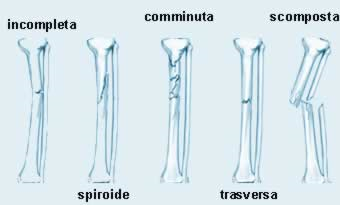 incompleta
comminuta
scomposta
spiroide
trasversa